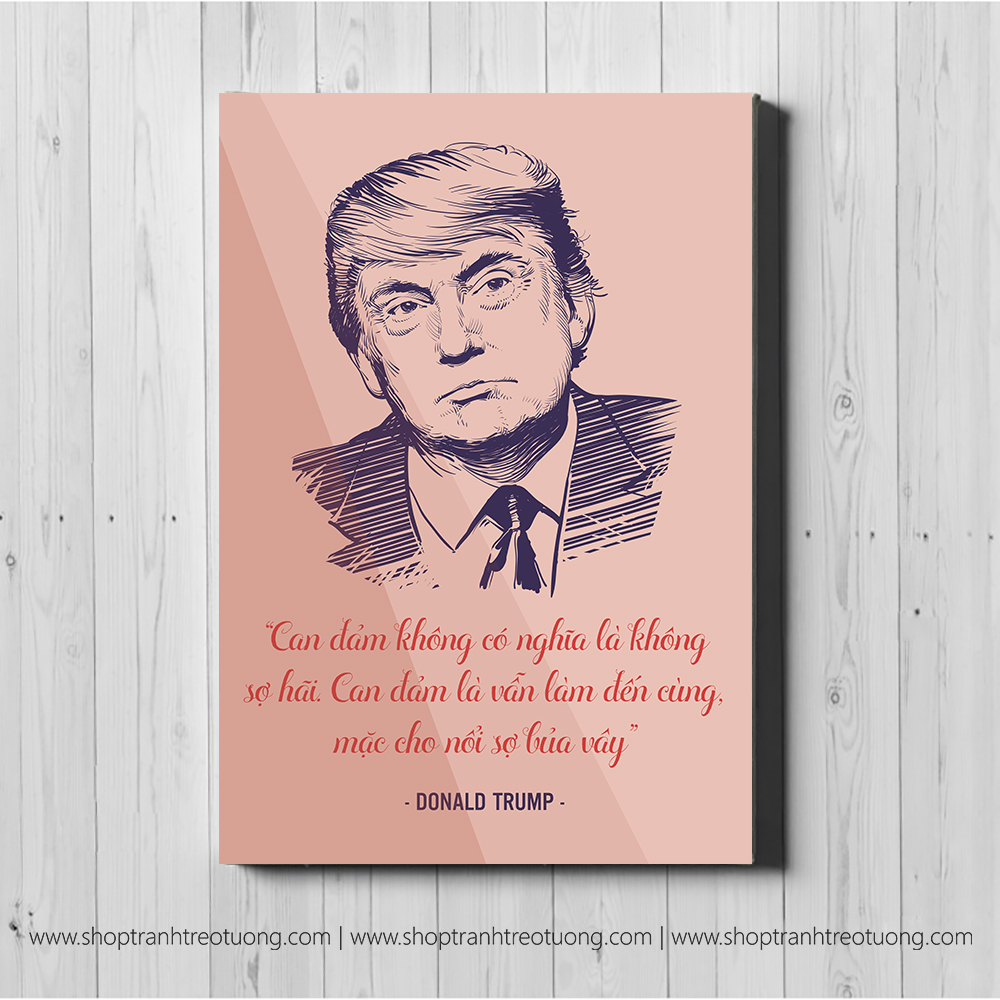 “Can đảm không có nghĩa là không
sợ hãi. Can đảm là vẫn làm đến cùng,
mặc cho nổi sợ bủa vây”
- DONALD TRUMP -
www.shoptranhtreotuong.com | www.shoptranhtreotuong.com | www.shoptranhtreotuong.com